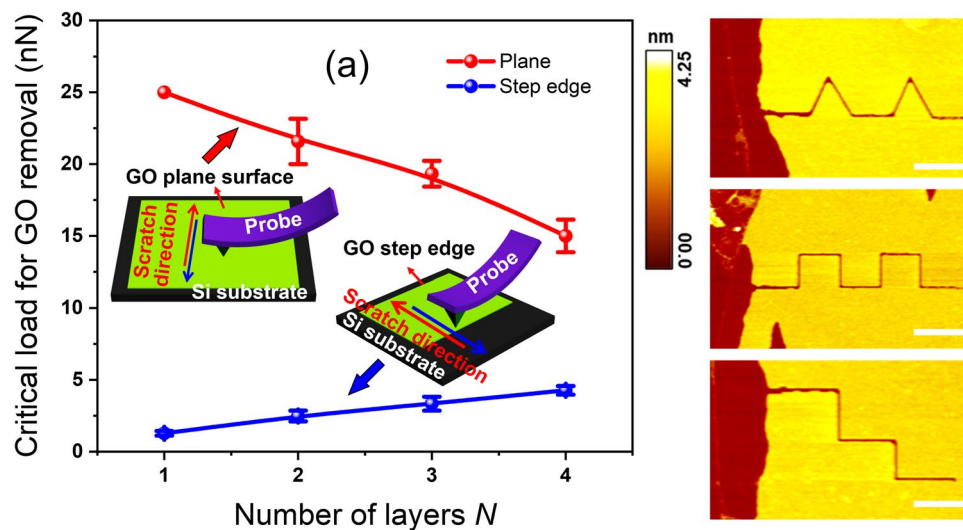 Critical load for GO removal (nN)
30
25
20
15
10
5
0
(a)
Plane
Step edge
GO plane surface
Scratch
direction
Probe
Si substrate
GO step edge
Probe
Scratch direction
Si substrate
1
2
3
4
Number of layers N
nm
4.25
0.00